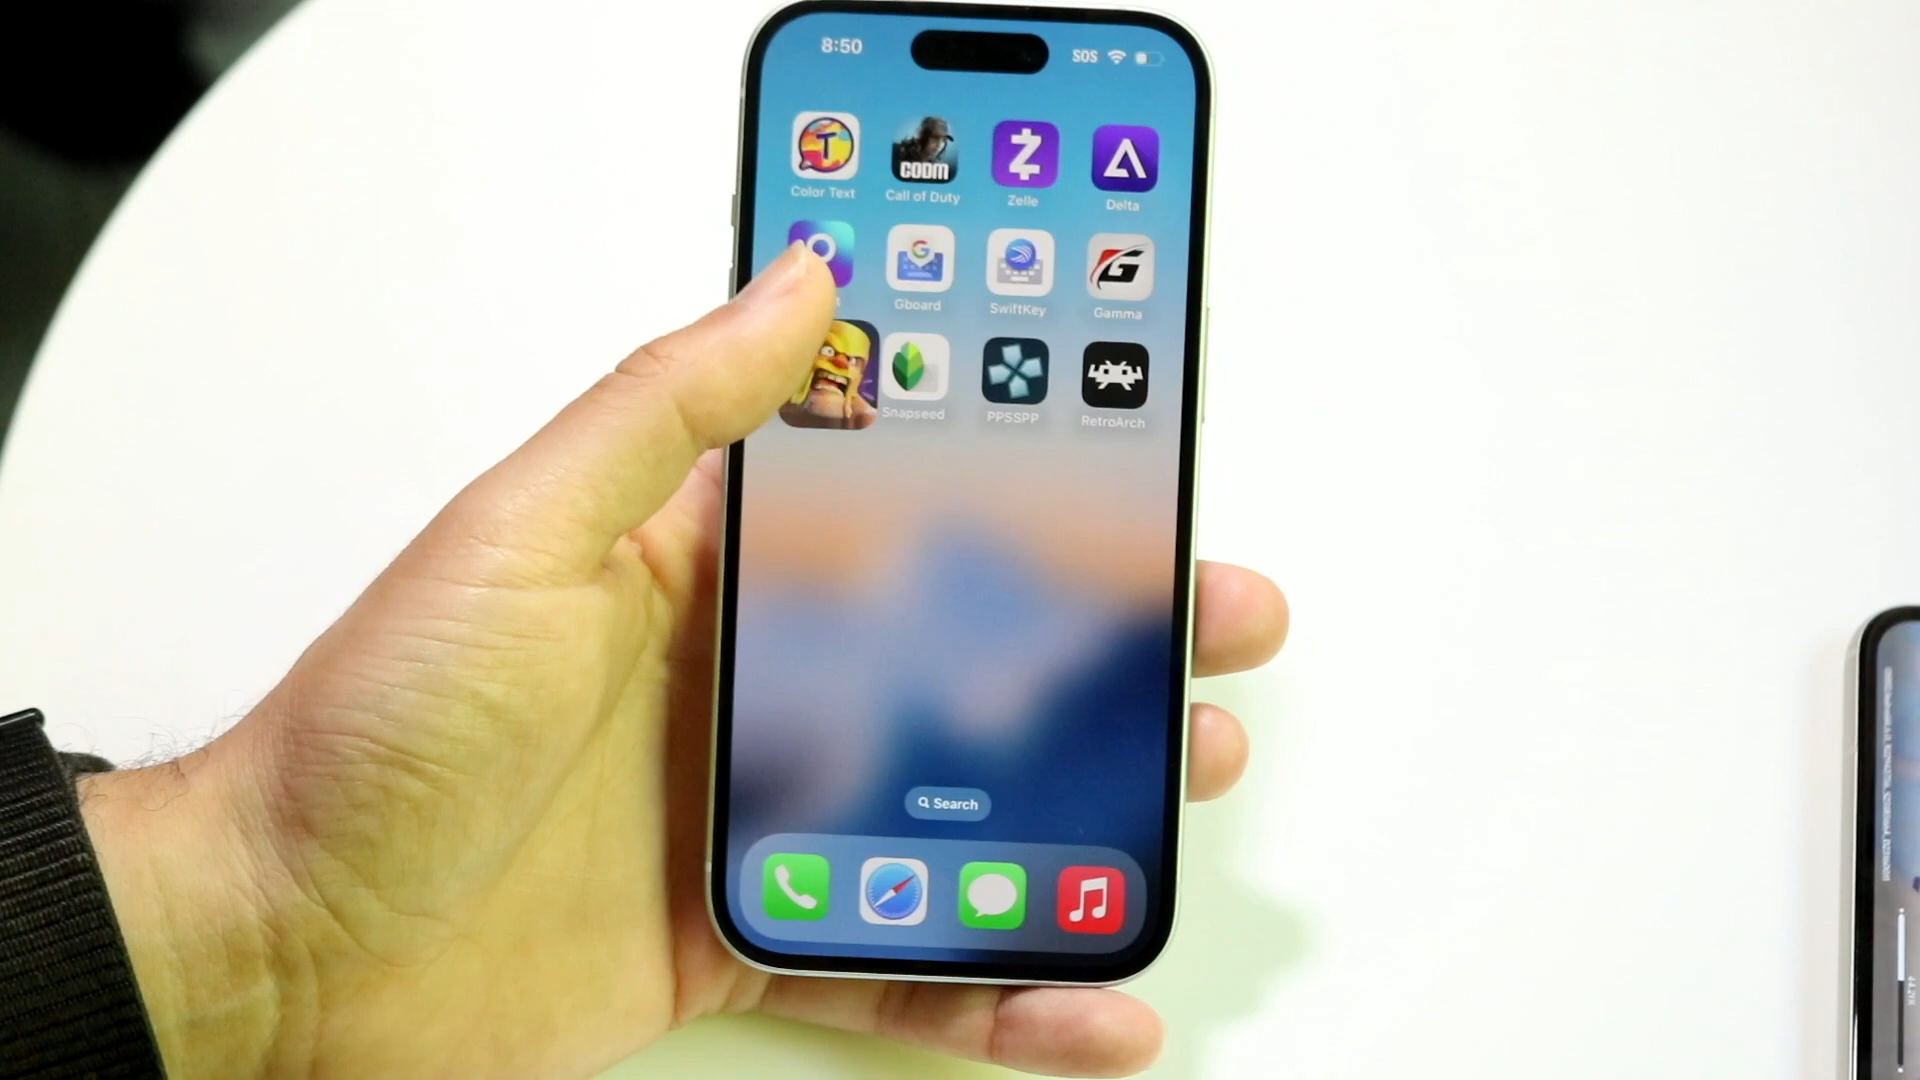 8:50
SOS
T
CODM
Color Text
Call of Duty
Zelle
Delta
G
Gboard
SwiftKey
Gamma
Snapseed
PPSSPP
RetroArch
Search